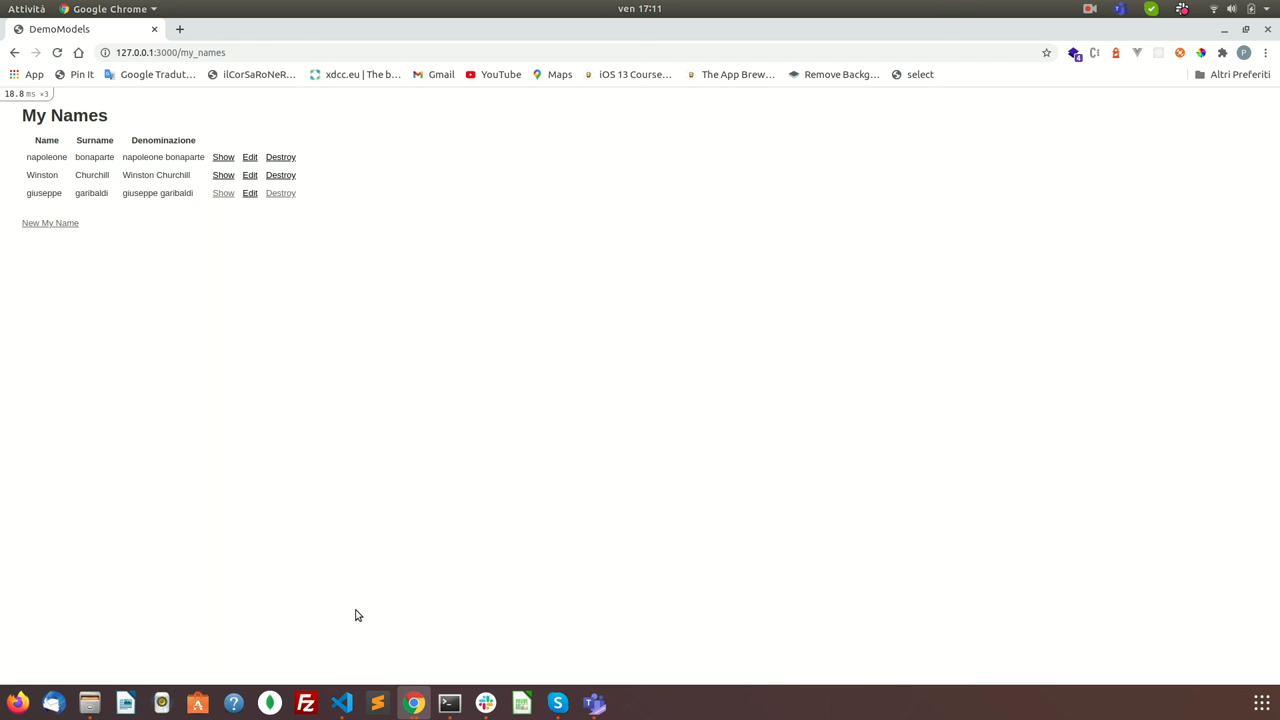 Attività Google Chrome ven 17:11
DemoModels
127.0.0.1:3000/my_names
App Pin It Google Tradut... ilCorSaRoNeR... xdcc.eu | The b... Gmail YouTube Maps iOS 13 Course... The App Brew... Remove Backg... select Altri Preferiti
18.8 ms ×3
My Names
Name Surname Denominazione
napoleone bonaparte napoleone bonaparte Show Edit Destroy
Winston Churchill Winston Churchill Show Edit Destroy
giuseppe garibaldi giuseppe garibaldi Show Edit Destroy
New My Name